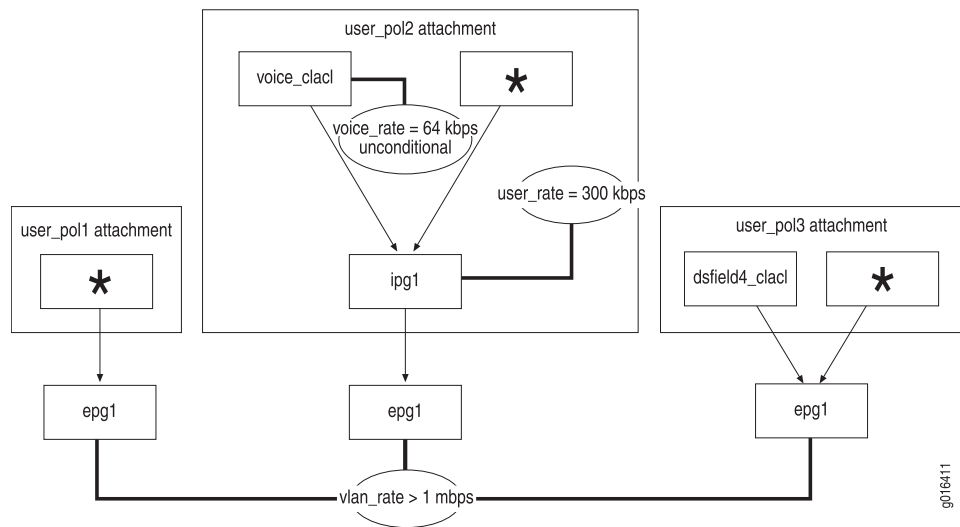 user_pol2 attachment
voice_clacl
*
voice_rate = 64 kbps
unconditional
user_rate = 300 kbps
user_pol1 attachment
*
ipg1
user_pol3 attachment
dsfield4_clacl
*
epg1
epg1
epg1
vlan_rate > 1 mbps
g016411